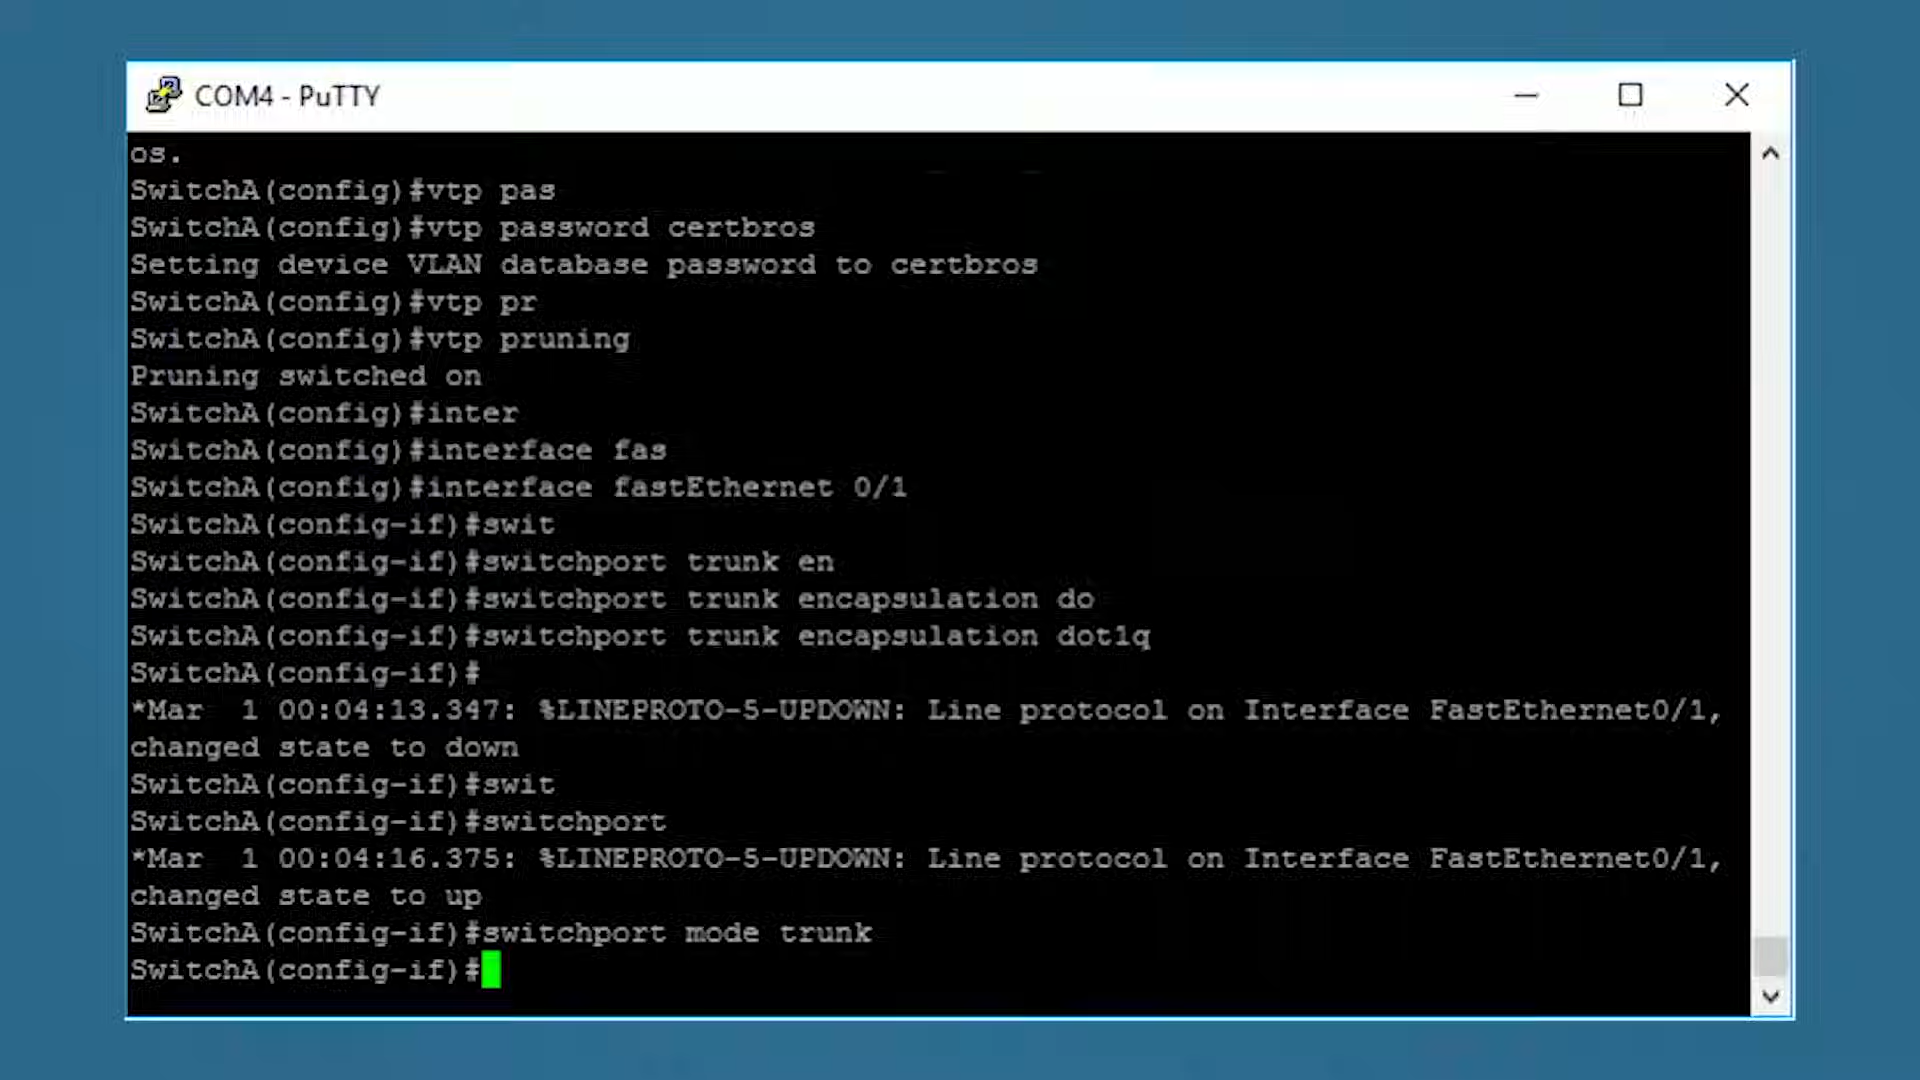 COM4 - PuTTY
os.
SwitchA(config)#vtp pas
SwitchA(config)#vtp password certbros
Setting device VLAN database password to certbros
SwitchA(config)#vtp pr
SwitchA(config)#vtp pruning
Pruning switched on
SwitchA(config)#inter
SwitchA(config)#interface fas
SwitchA(config)#interface fastEthernet 0/1
SwitchA(config-if)#swit
SwitchA(config-if)#switchport trunk en
SwitchA(config-if)#switchport trunk encapsulation do
SwitchA(config-if)#switchport trunk encapsulation dot1q
SwitchA(config-if)#
*Mar  1 00:04:13.347: %LINEPROTO-5-UPDOWN: Line protocol on Interface FastEthernet0/1,
changed state to down
SwitchA(config-if)#swit
SwitchA(config-if)#switchport
*Mar  1 00:04:16.375: %LINEPROTO-5-UPDOWN: Line protocol on Interface FastEthernet0/1,
changed state to up
SwitchA(config-if)#switchport mode trunk
SwitchA(config-if)#